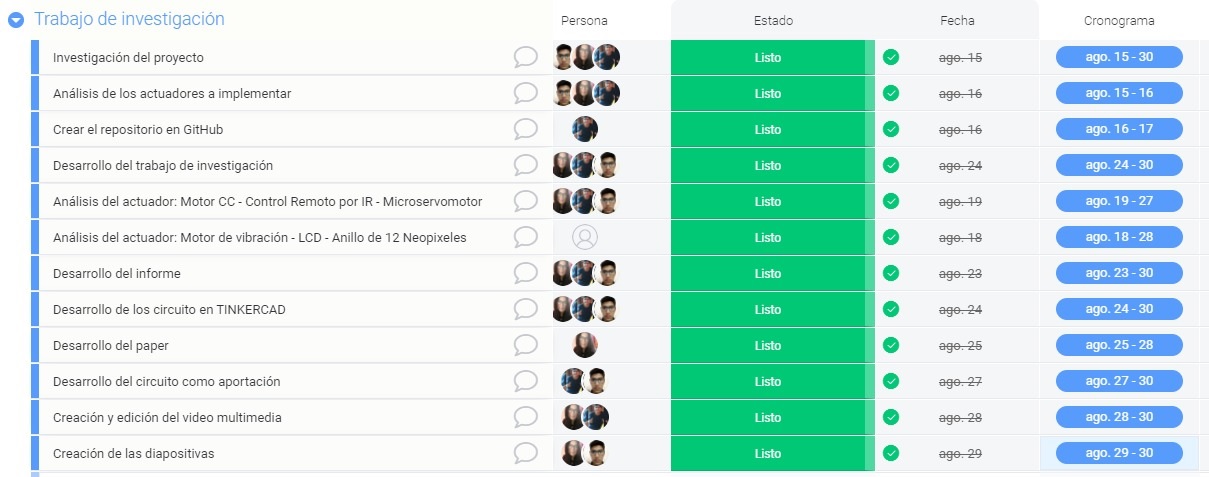 Trabajo de investigación Persona Estado Fecha Cronograma
Investigación del proyecto Listo ago. 15 ago. 15 - 30
Análisis de los actuadores a implementar Listo ago. 16 ago. 15 - 16
Crear el repositorio en GitHub Listo ago. 16 ago. 16 - 17
Desarrollo del trabajo de investigación Listo ago. 24 ago. 24 - 30
Análisis del actuador: Motor CC - Control Remoto por IR - Microservomotor Listo ago. 19 ago. 19 - 27
Análisis del actuador: Motor de vibración - LCD - Anillo de 12 Neopixeles Listo ago. 18 ago. 18 - 28
Desarrollo del informe Listo ago. 23 ago. 23 - 30
Desarrollo de los circuito en TINKERCAD Listo ago. 24 ago. 24 - 30
Desarrollo del paper Listo ago. 25 ago. 25 - 28
Desarrollo del circuito como aportación Listo ago. 27 ago. 27 - 30
Creación y edición del video multimedia Listo ago. 28 ago. 28 - 30
Creación de las diapositivas Listo ago. 29 ago. 29 - 30